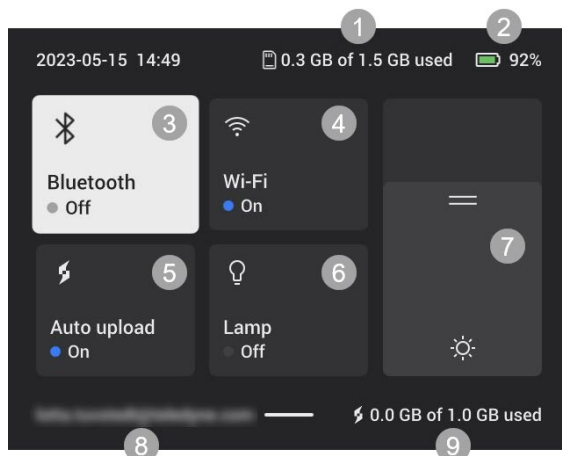 1 2
2023-05-15 14:49 0.3 GB of 1.5 GB used 92%
3 4
Bluetooth Wi-Fi
Off On
7
5 6
Auto upload Lamp
On Off
0.0 GB of 1.0 GB used
8 9